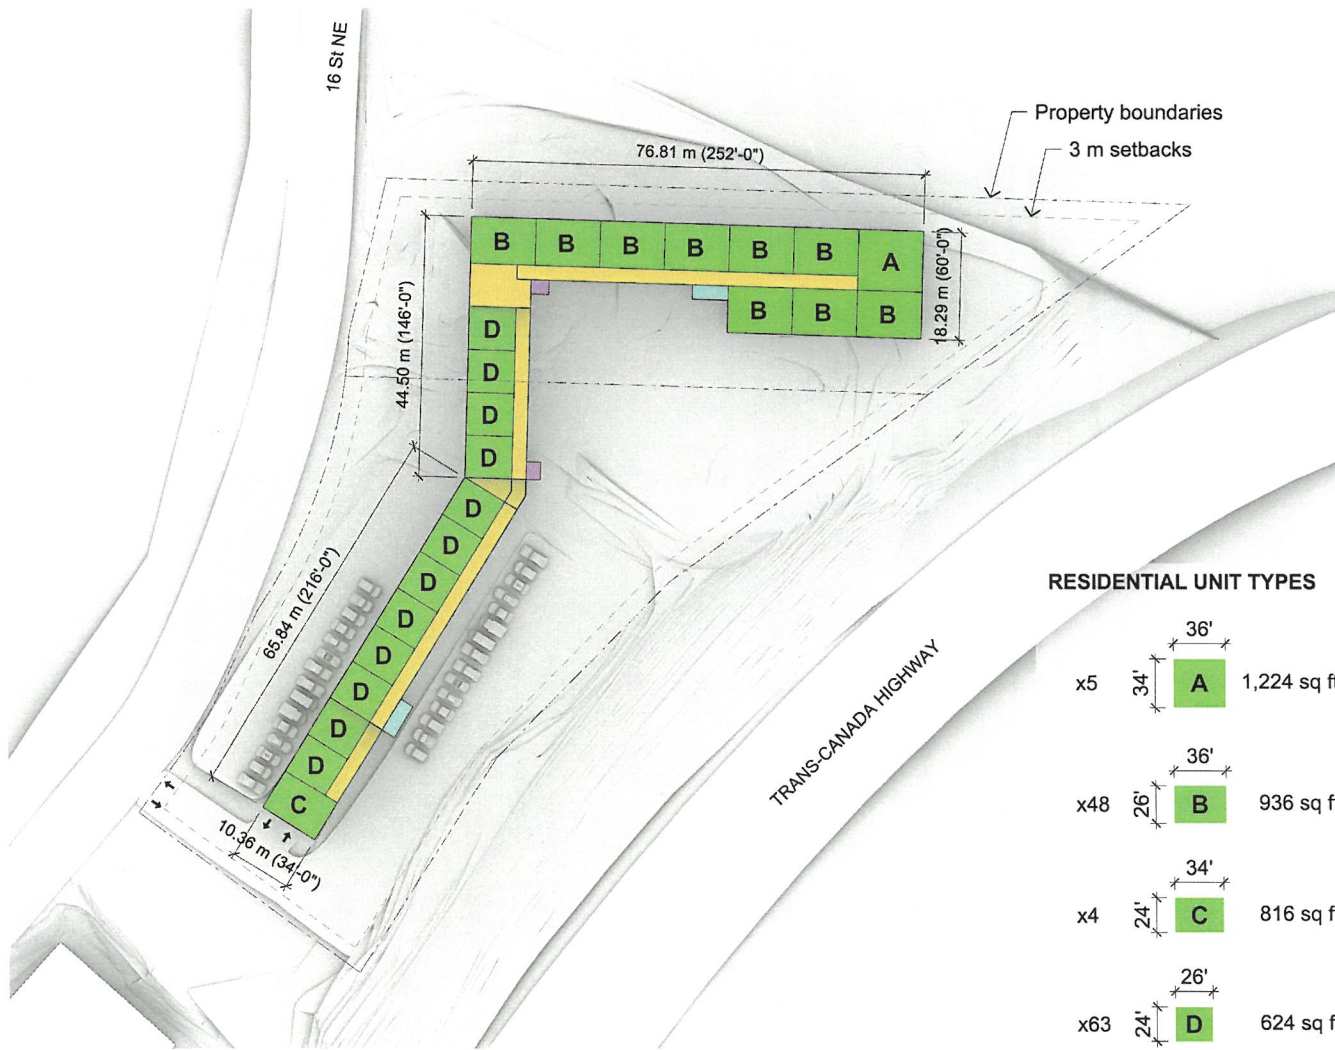 16 St NE
Property boundaries
3 m setbacks
76.81 m (252'-0")
B B B B B B A
B B B
18.29 m (60'-0")
44.50 m (146'-0")
D
D
D
D
D
D
D
D
D
D
D
D
C
65.84 m (216'-0")
10.36 m (34'-0")
TRANS-CANADA HIGHWAY
RESIDENTIAL UNIT TYPES
36'
x5 34' A 1,224 sq ft
36'
x48 26' B 936 sq f
34'
x4 24' C 816 sq f
26'
x63 24' D 624 sq f